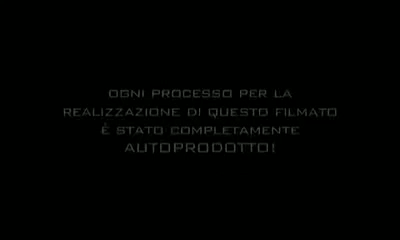 OGNI PROCESSO PER LA
REALIZZAZIONE DI QUESTO FILMATO
È STATO COMPLETAMENTE
AUTOPRODOTTO!